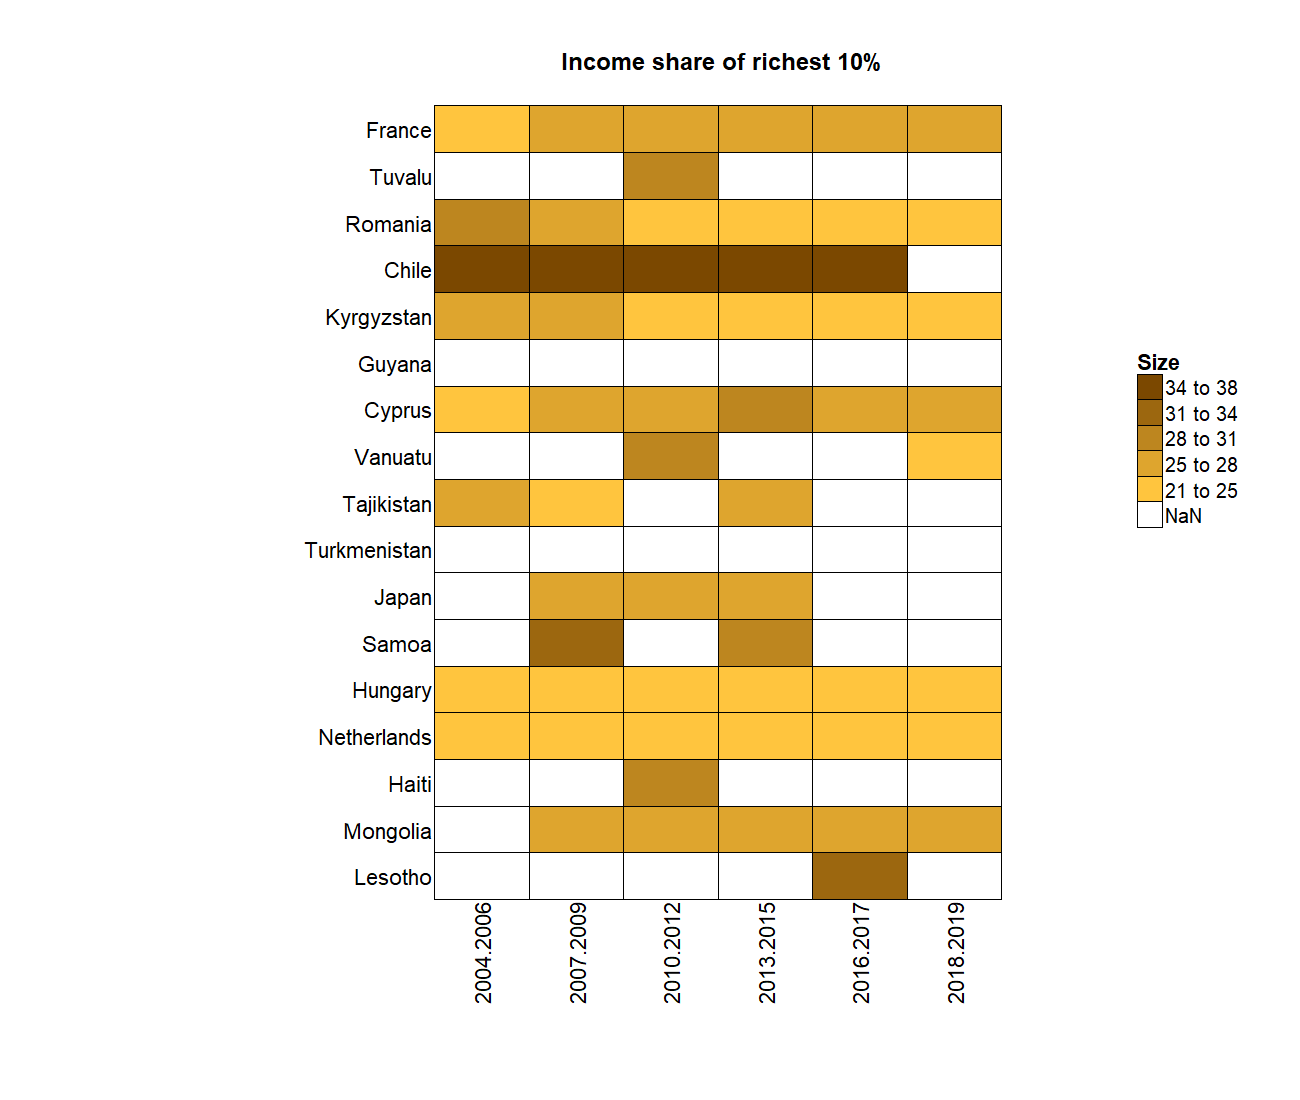 Income share of richest 10%
France
Tuvalu
Romania
Chile
Kyrgyzstan
Guyana
Cyprus
Vanuatu
Tajikistan
Turkmenistan
Japan
Samoa
Hungary
Netherlands
Haiti
Mongolia
Lesotho
2004.2006
2007.2009
2010.2012
2013.2015
2016.2017
2018.2019
Size
34 to 38
31 to 34
28 to 31
25 to 28
21 to 25
NaN